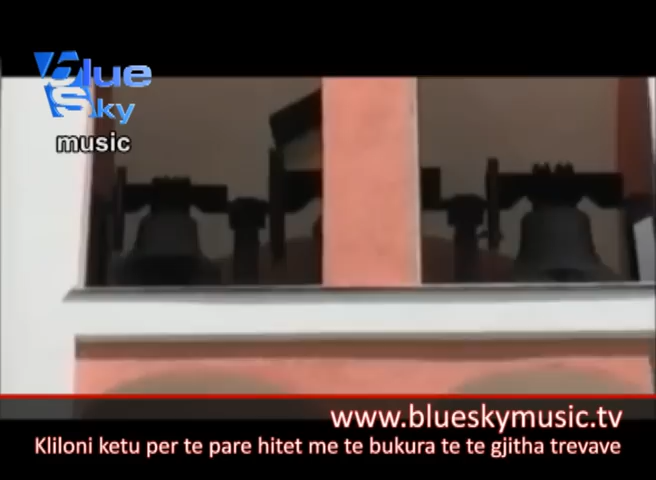 Blue
Sky
music
www.blueskymusic.tv
Kliloni ketu per te pare hitet me te bukura te te gjitha trevave